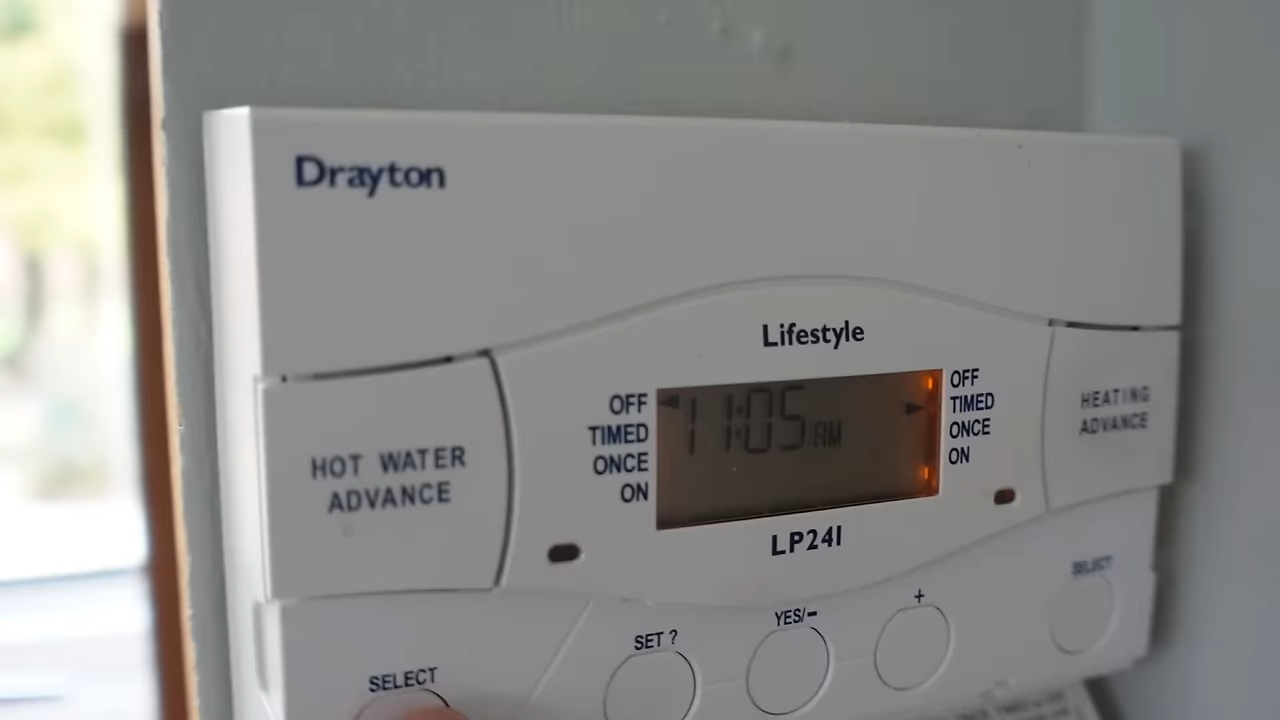 Drayton
Lifestyle
OFF
TIMED
ONCE
ON
11:05 AM
OFF
TIMED
ONCE
ON
HOT WATER
ADVANCE
HEATING
ADVANCE
LP241
SELECT
SET ?
YES/-
+
SELECT